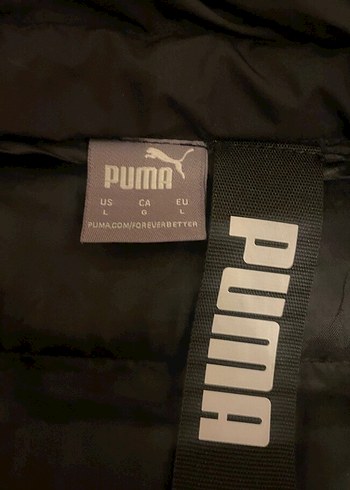 PUMA
US CA EU
L G L
PUMA.COM/FOREVERBETTER
PUMA